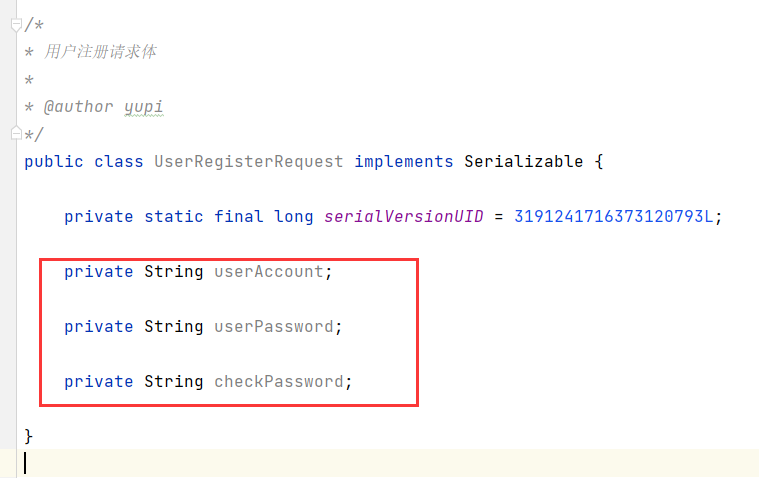 /*
* 用户注册请求体
*
* @author yupi
*/
public class UserRegisterRequest implements Serializable {
private static final long serialVersionUID = 3191241716373120793L;
private String userAccount;
private String userPassword;
private String checkPassword;
}